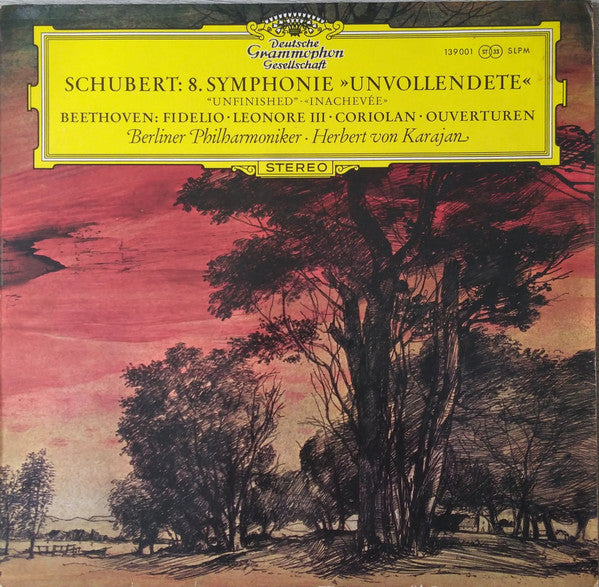 Deutsche
Grammophon
Gesellschaft
139 001 ST 33 SLPM
SCHUBERT: 8. SYMPHONIE »UNVOLLENDETE«
"UNFINISHED" · «INACHEVÉE»
BEETHOVEN: FIDELIO · LEONORE III · CORIOLAN · OUVERTUREN
Berliner Philharmoniker · Herbert von Karajan
STEREO